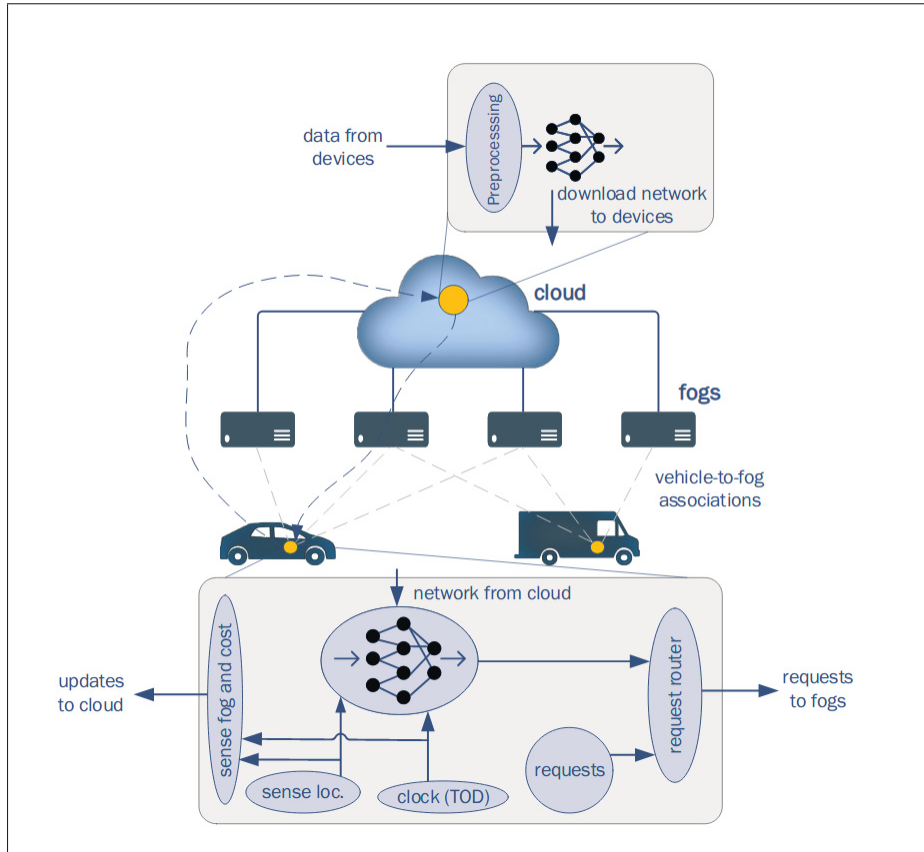 data from
devices
Preprocesssing
download network
to devices
cloud
fogs
vehicle-to-fog
associations
network from cloud
updates
to cloud
sense fog and cost
sense loc.
clock (TOD)
requests
request router
requests
to fogs